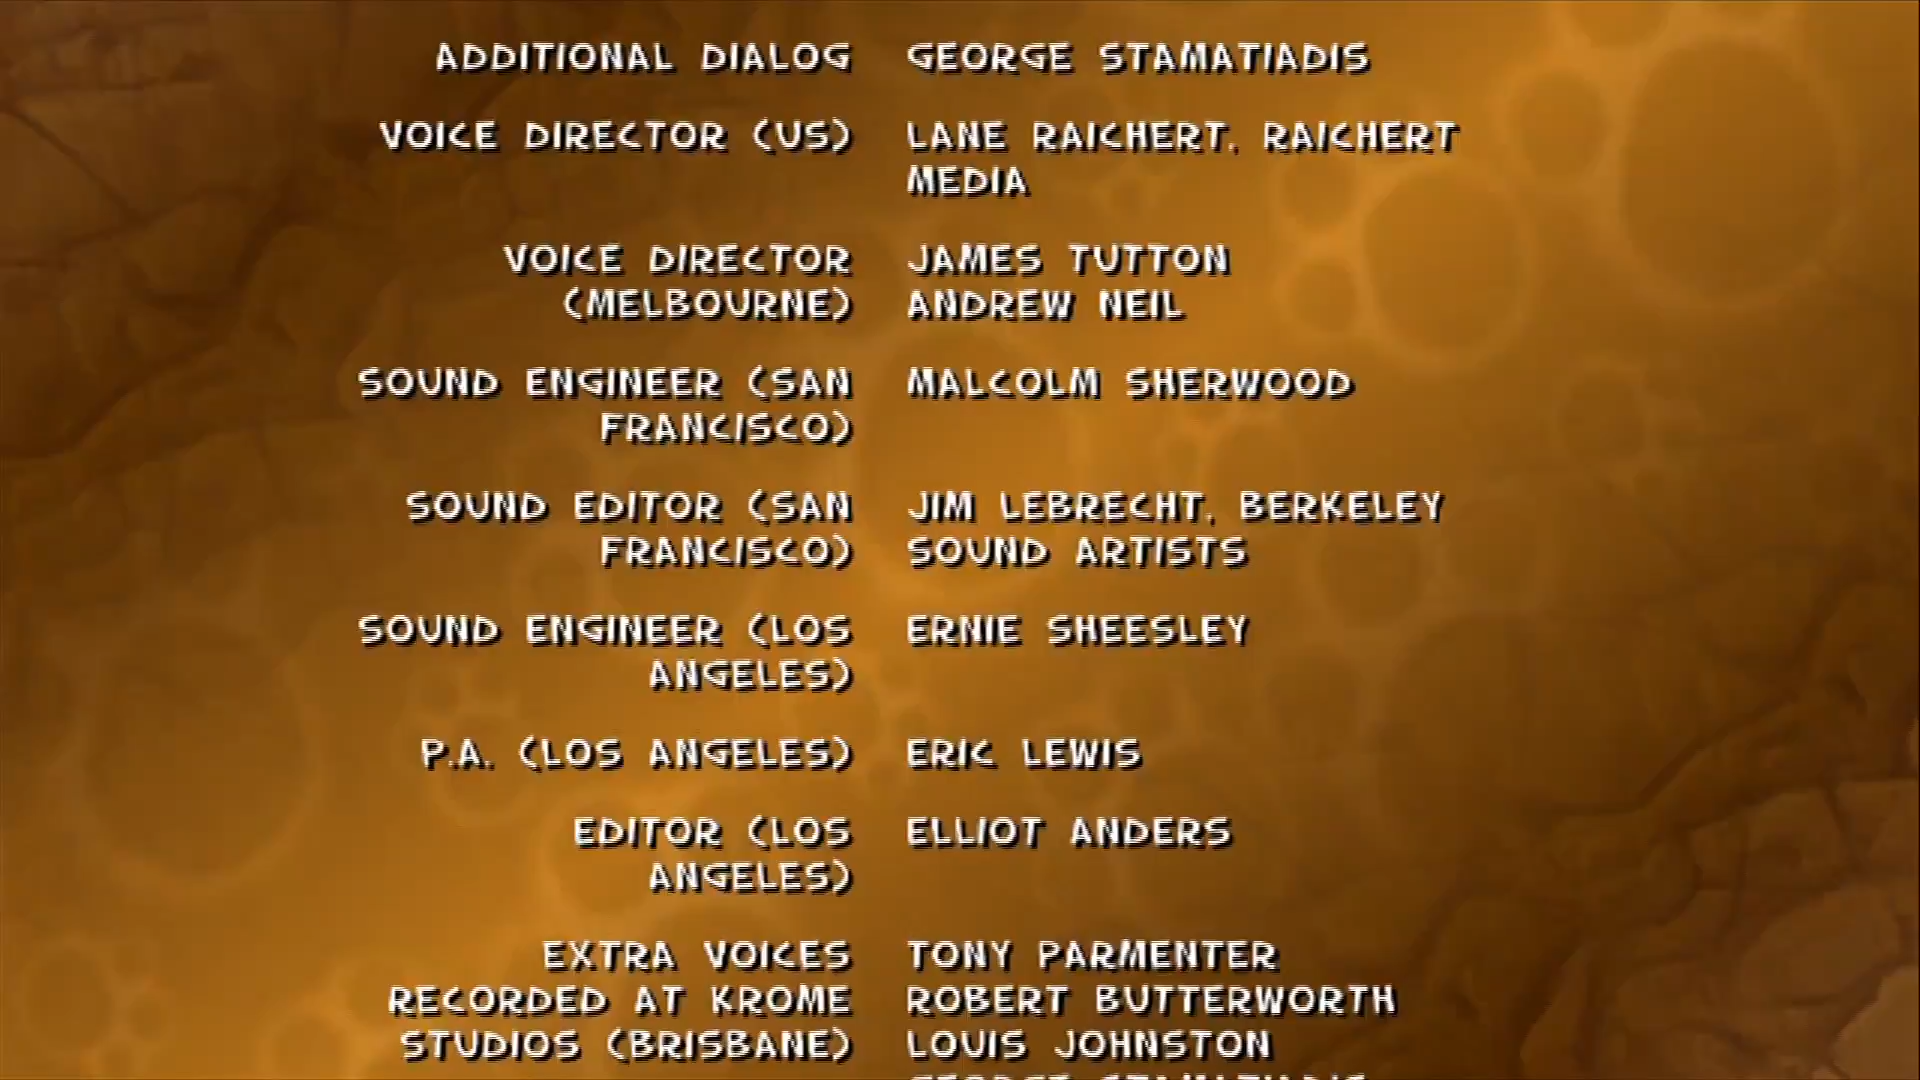 ADDITIONAL DIALOG GEORGE STAMATIADIS
VOICE DIRECTOR (US) LANE RAICHERT, RAICHERT
MEDIA
VOICE DIRECTOR JAMES TUTTON
(MELBOURNE) ANDREW NEIL
SOUND ENGINEER (SAN MALCOLM SHERWOOD
FRANCISCO)
SOUND EDITOR (SAN JIM LEBRECHT, BERKELEY
FRANCISCO) SOUND ARTISTS
SOUND ENGINEER (LOS ERNIE SHEESLEY
ANGELES)
P.A. (LOS ANGELES) ERIC LEWIS
EDITOR (LOS ELLIOT ANDERS
ANGELES)
EXTRA VOICES TONY PARMENTER
RECORDED AT KROME ROBERT BUTTERWORTH
STUDIOS (BRISBANE) LOUIS JOHNSTON
GEORGE STAMATIADIS